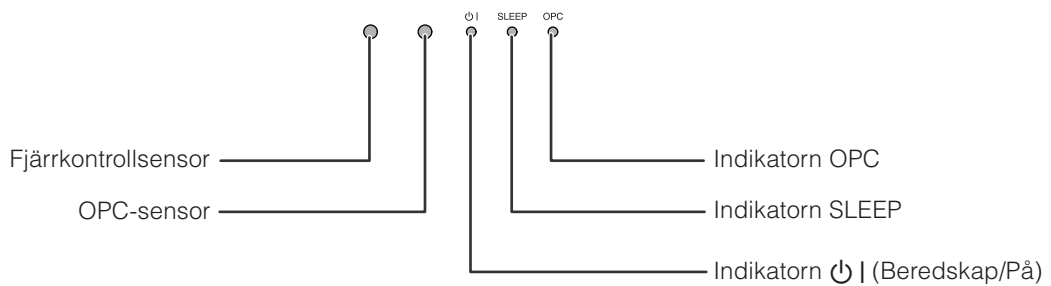 ⏻ | SLEEP OPC
Fjärrkontrollsensor
Indikatorn OPC
OPC-sensor
Indikatorn SLEEP
Indikatorn ⏻ | (Beredskap/På)